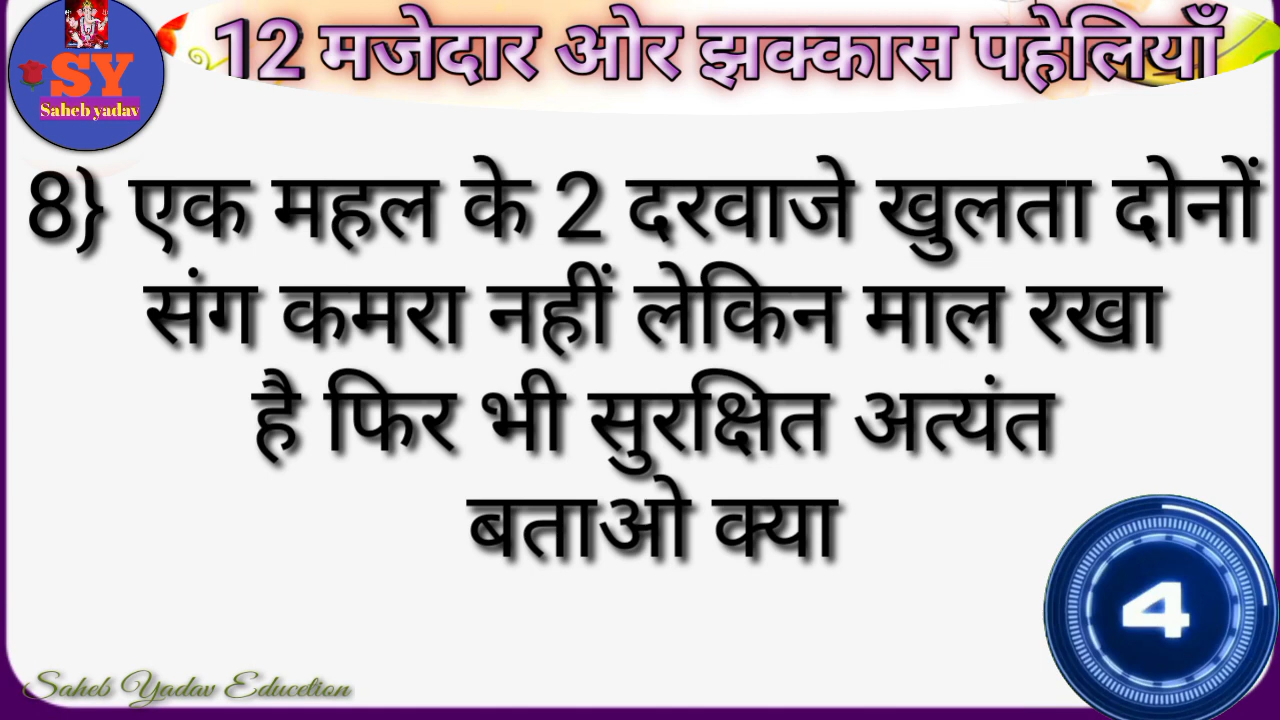 12 मजेदार ओर झक्कास पहेलियाँ
SY
Saheb yadav
8} एक महल के 2 दरवाजे खुलता दोनों
संग कमरा नहीं लेकिन माल रखा
है फिर भी सुरक्षित अत्यंत
बताओ क्या
4
Saheb Yadav Educetion